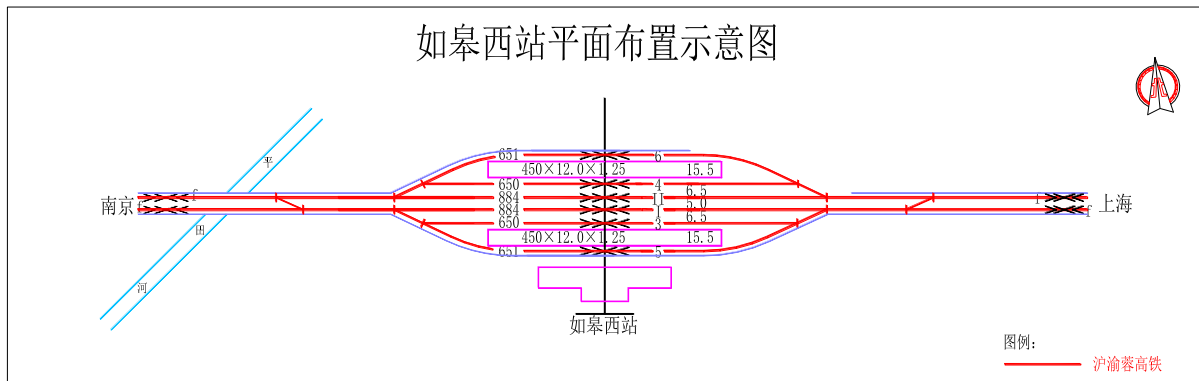 如皋西站平面布置示意图
北
平
田
河
南京
上海
f
f
f
f
651
6
450×12.0×1.25
15.5
650
4
6.5
884
II
5.0
884
I
6.5
650
3
450×12.0×1.25
15.5
651
5
如皋西站
图例:
沪渝蓉高铁